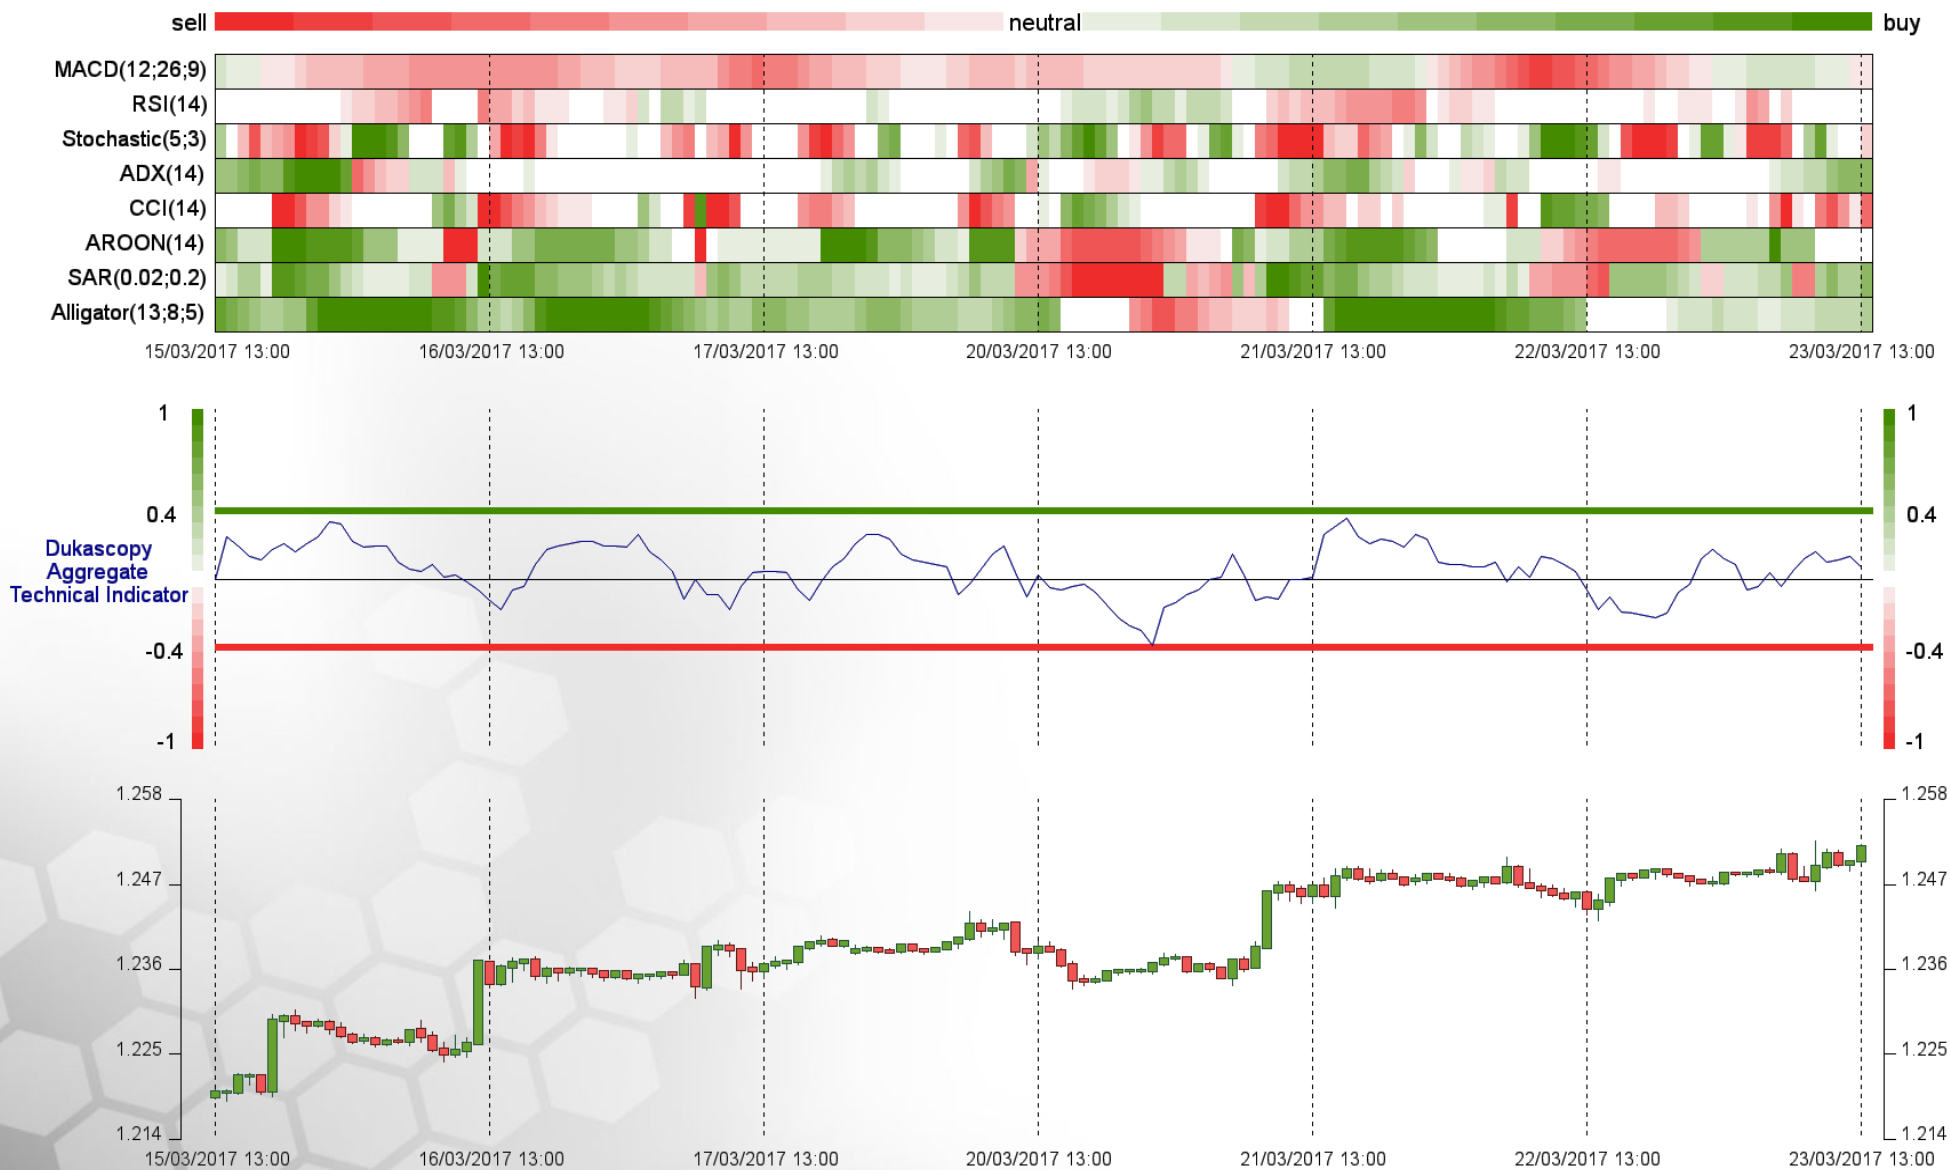 sell neutral buy
MACD(12;26;9)
RSI(14)
Stochastic(5;3)
ADX(14)
CCI(14)
AROON(14)
SAR(0.02;0.2)
Alligator(13;8;5)
15/03/2017 13:00 16/03/2017 13:00 17/03/2017 13:00 20/03/2017 13:00 21/03/2017 13:00 22/03/2017 13:00 23/03/2017 13:00
1 1
0.4 0.4
Dukascopy
Aggregate
Technical Indicator
-0.4 -0.4
-1 -1
1.258 1.258
1.247 1.247
1.236 1.236
1.225 1.225
1.214 1.214
15/03/2017 13:00 16/03/2017 13:00 17/03/2017 13:00 20/03/2017 13:00 21/03/2017 13:00 22/03/2017 13:00 23/03/2017 13:00